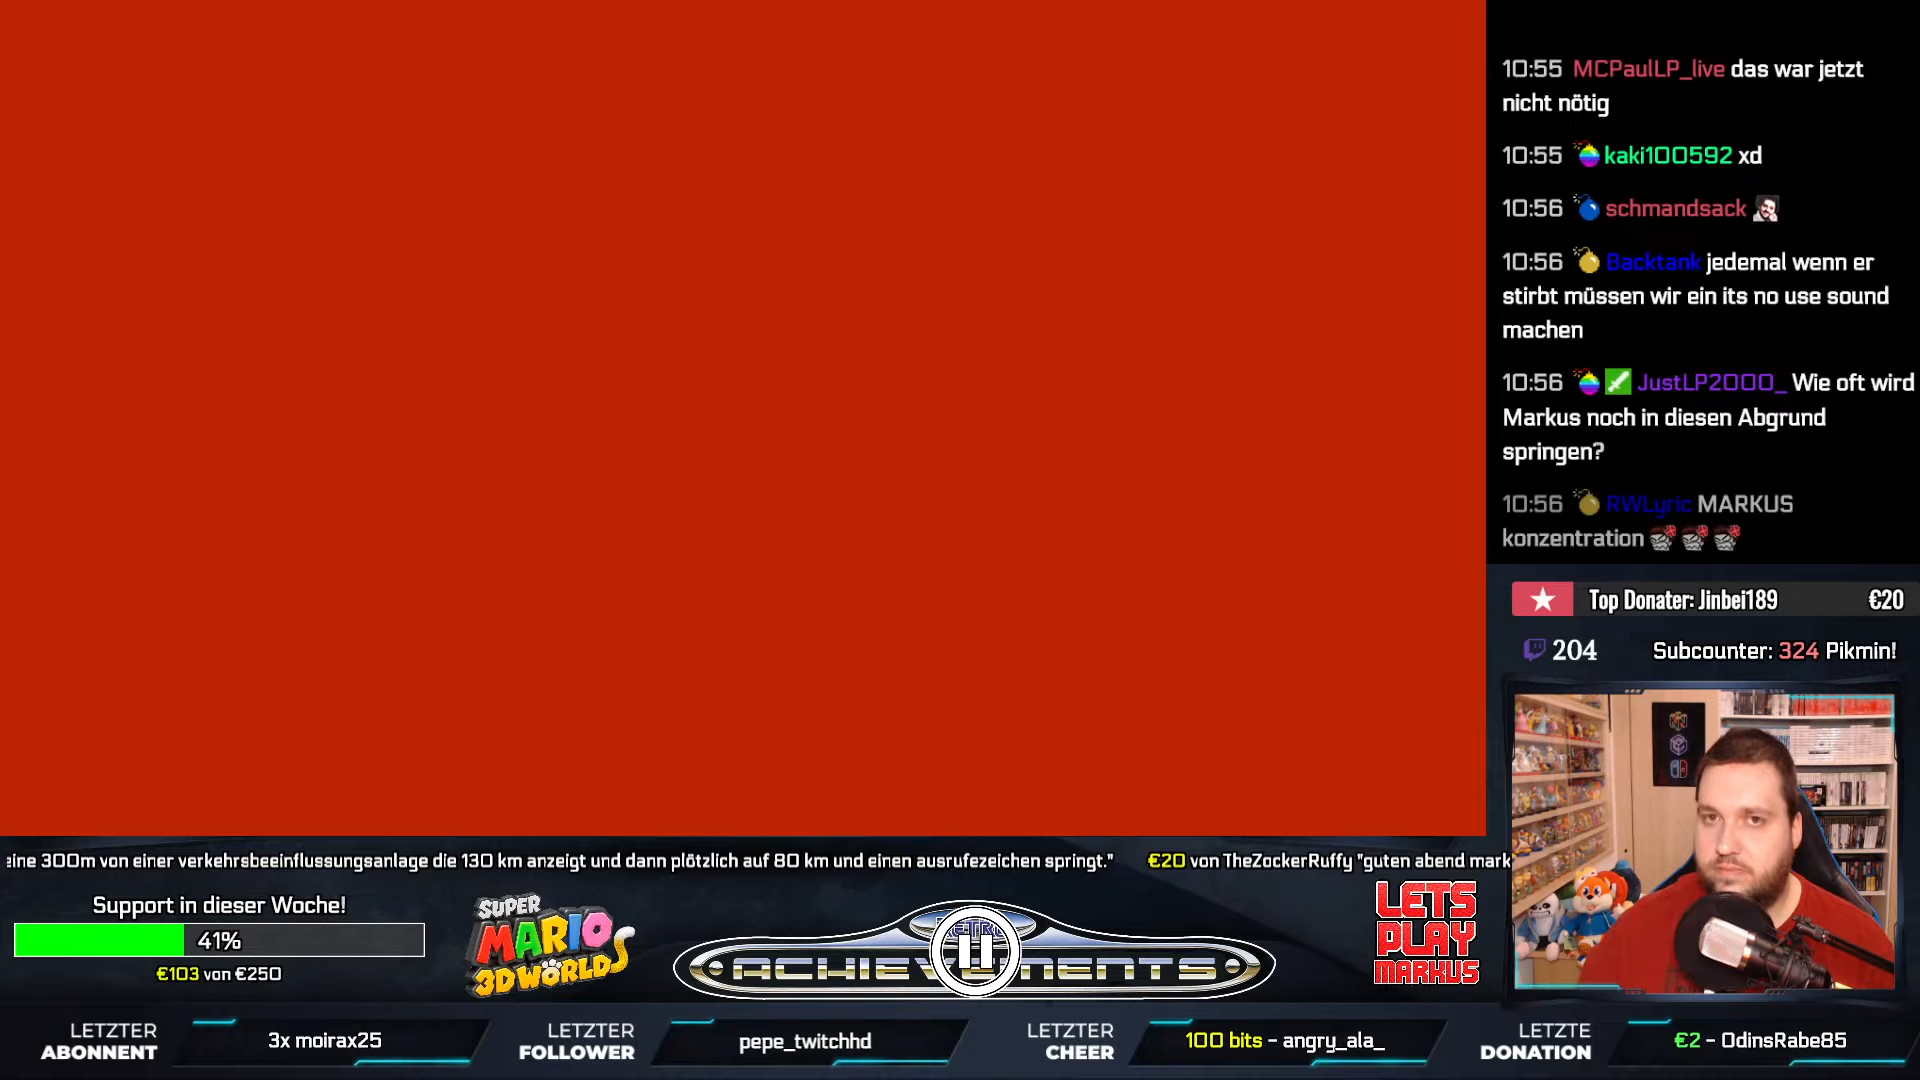 10:55 MCPaulLP_live das war jetzt
nicht nötig
10:55 kaki100592 xd
10:56 schmandsack
10:56 Backtank jedemal wenn er
stirbt müssen wir ein its no use sound
machen
10:56 JustLP2000_ Wie oft wird
Markus noch in diesen Abgrund
springen?
10:56 RWLyric MARKUS
konzentration
Top Donater: Jinbei189 €20
204 Subcounter: 324 Pikmin!
eine 300m von einer verkehrsbeeinflussungsanlage die 130 km anzeigt und dann plötzlich auf 80 km und einen ausrufezeichen springt." €20 von TheZockerRuffy "guten abend mark
Support in dieser Woche!
41%
€103 von €250
SUPER
MARIO
3D WORLDS
RETRO
ACHIEVEMENTS
LETS
PLAY
MARKUS
LETZTER
ABONNENT
3x moirax25
LETZTER
FOLLOWER
pepe_twitchhd
LETZTER
CHEER
100 bits - angry_ala_
LETZTE
DONATION
€2 - OdinsRabe85